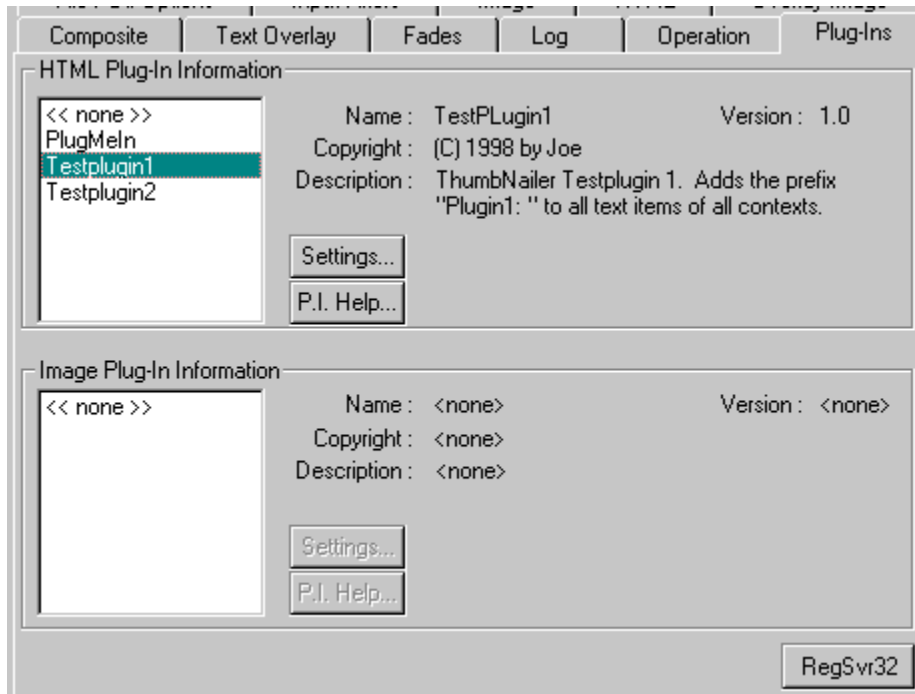 Composite Text Overlay Fades Log Operation Plug-Ins
HTML Plug-In Information
<< none >>
PlugMeIn
Testplugin1
Testplugin2
Name : TestPLugin1 Version : 1.0
Copyright : (C) 1998 by Joe
Description : ThumbNailer Testplugin 1. Adds the prefix
"Plugin1: " to all text items of all contexts.
Settings...
P.I. Help...
Image Plug-In Information
<< none >>
Name : <none> Version : <none>
Copyright : <none>
Description : <none>
Settings...
P.I. Help...
RegSvr32